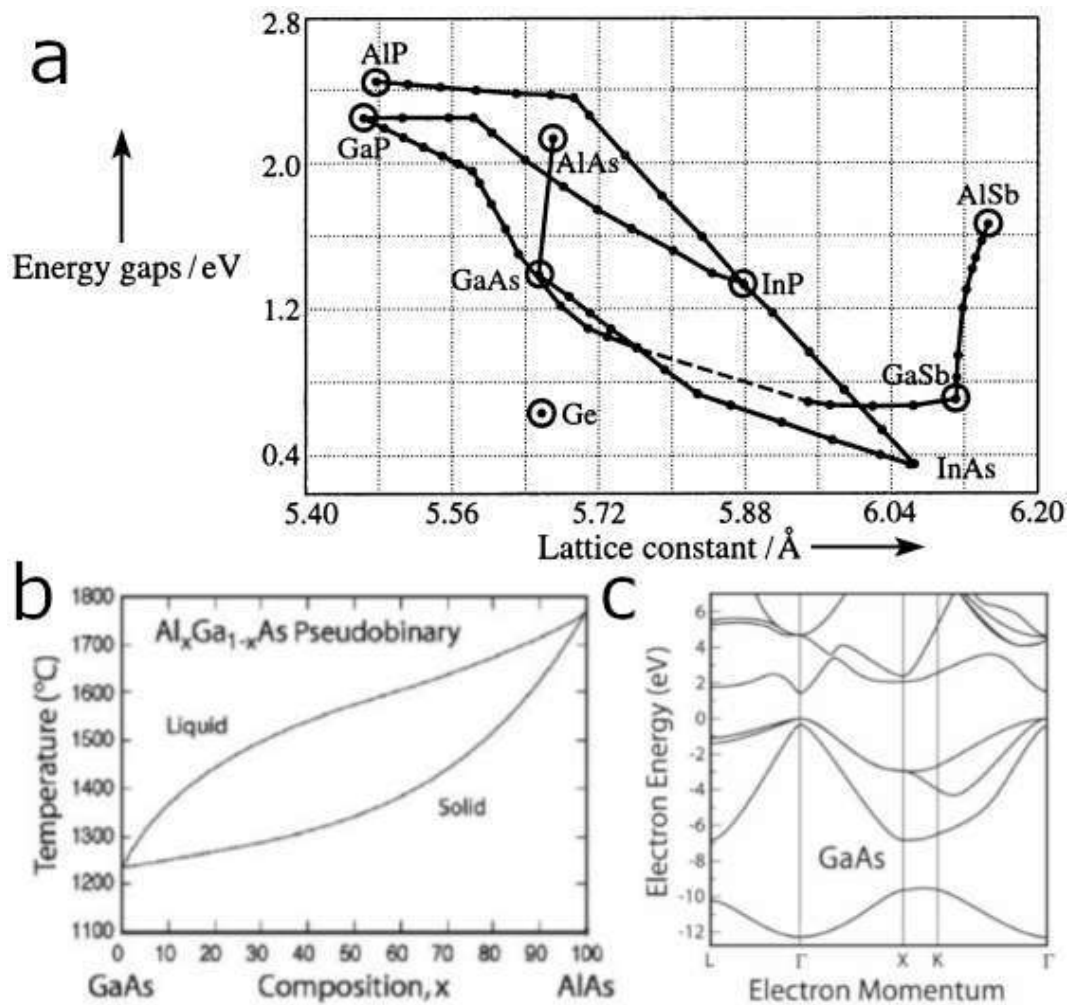 a
2.8
AlP
GaP
AlAs
2.0
AlSb
Energy gaps / eV
GaAs
InP
1.2
GaSb
Ge
0.4
InAs
5.40 5.56 5.72 5.88 6.04 6.20
Lattice constant / Å
b
1800
1700
1600
1500
1400
1300
1200
1100
Temperature (°C)
AlxGa1-xAs Pseudobinary
Liquid
Solid
0 10 20 30 40 50 60 70 80 90 100
GaAs Composition, x AlAs
c
6
4
2
0
-2
-4
-6
-8
-10
-12
Electron Energy (eV)
GaAs
L Γ X K Γ
Electron Momentum